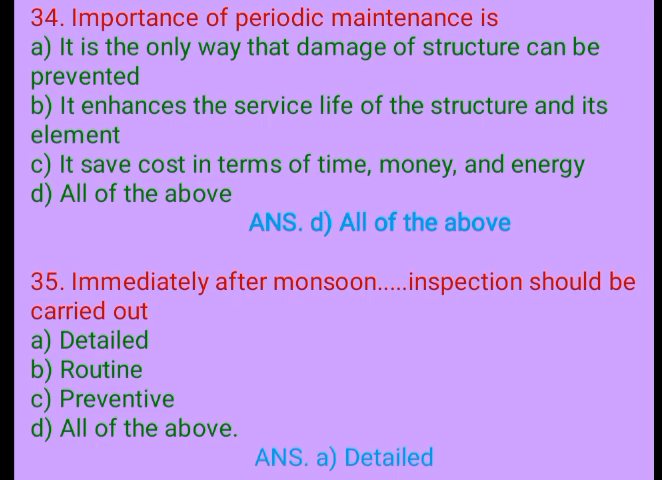 34. Importance of periodic maintenance is
a) It is the only way that damage of structure can be
prevented
b) It enhances the service life of the structure and its
element
c) It save cost in terms of time, money, and energy
d) All of the above
ANS. d) All of the above
35. Immediately after monsoon.....inspection should be
carried out
a) Detailed
b) Routine
c) Preventive
d) All of the above.
ANS. a) Detailed